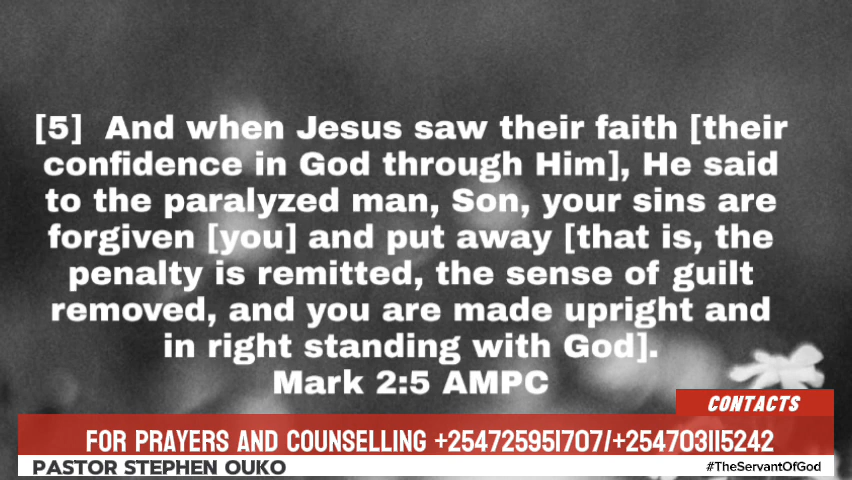 [5] And when Jesus saw their faith [their
confidence in God through Him], He said
to the paralyzed man, Son, your sins are
forgiven [you] and put away [that is, the
penalty is remitted, the sense of guilt
removed, and you are made upright and
in right standing with God].
Mark 2:5 AMPC
CONTACTS
FOR PRAYERS AND COUNSELLING +254725951707/+254703115242
PASTOR STEPHEN OUKO
#TheServantOfGod